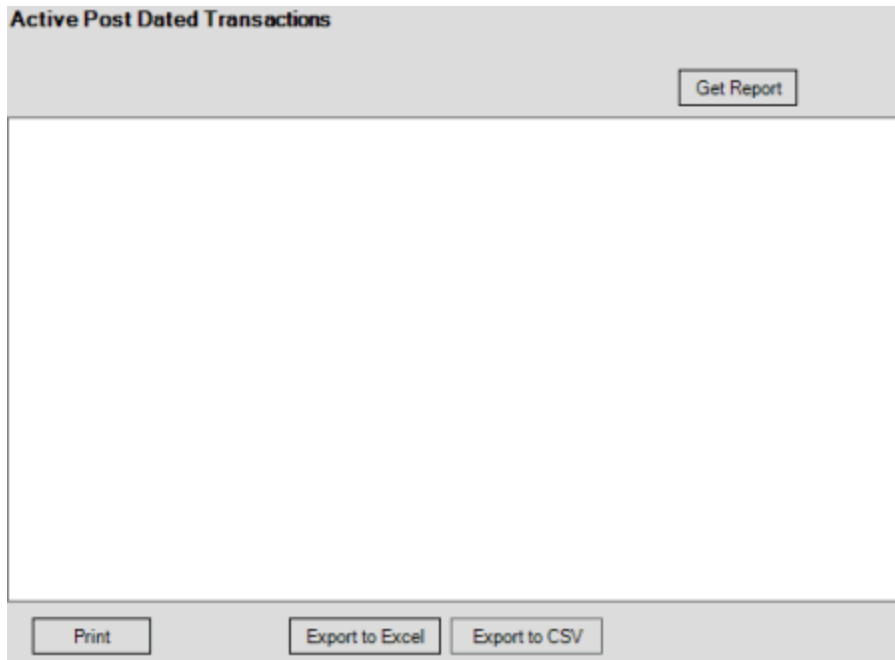 Active Post Dated Transactions
Get Report
Print Export to Excel Export to CSV